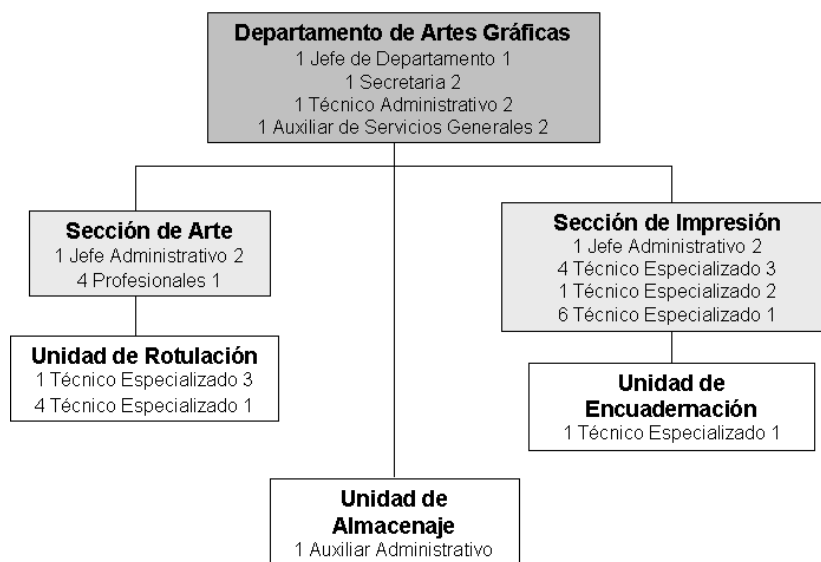 Departamento de Artes Gráficas
1 Jefe de Departamento 1
1 Secretaria 2
1 Técnico Administrativo 2
1 Auxiliar de Servicios Generales 2
Sección de Arte
1 Jefe Administrativo 2
4 Profesionales 1
Sección de Impresión
1 Jefe Administrativo 2
4 Técnico Especializado 3
1 Técnico Especializado 2
6 Técnico Especializado 1
Unidad de Rotulación
1 Técnico Especializado 3
4 Técnico Especializado 1
Unidad de
Encuadernación
1 Técnico Especializado 1
Unidad de
Almacenaje
1 Auxiliar Administrativo